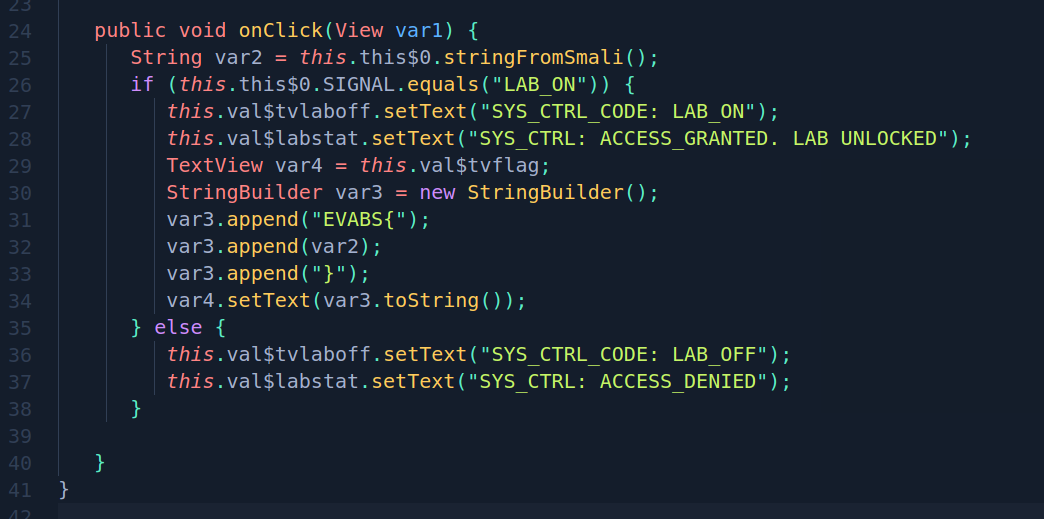 23
24 public void onClick(View var1) {
25 String var2 = this.this$0.stringFromSmali();
26 if (this.this$0.SIGNAL.equals("LAB_ON")) {
27 this.val$tvlaboff.setText("SYS_CTRL_CODE: LAB_ON");
28 this.val$labstat.setText("SYS_CTRL: ACCESS_GRANTED. LAB UNLOCKED");
29 TextView var4 = this.val$tvflag;
30 StringBuilder var3 = new StringBuilder();
31 var3.append("EVABS{");
32 var3.append(var2);
33 var3.append("}");
34 var4.setText(var3.toString());
35 } else {
36 this.val$tvlaboff.setText("SYS_CTRL_CODE: LAB_OFF");
37 this.val$labstat.setText("SYS_CTRL: ACCESS_DENIED");
38 }
39
40 }
41 }
42